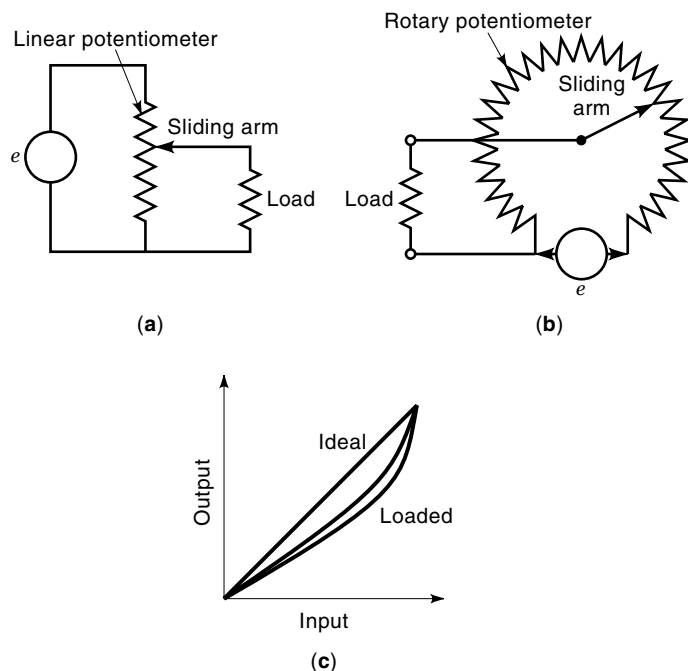 Linear potentiometer
Sliding arm
e
Load
(a)
Rotary potentiometer
Sliding
arm
Load
e
(b)
Output
Ideal
Loaded
Input
(c)